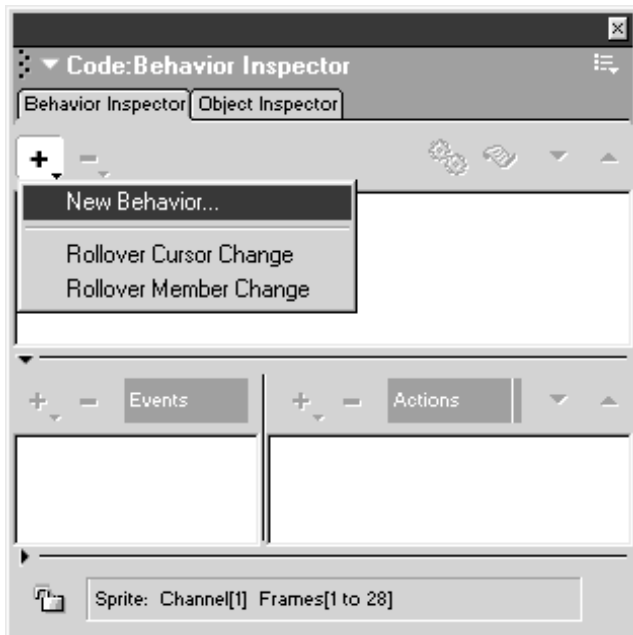 Code:Behavior Inspector
Behavior Inspector Object Inspector
New Behavior...
Rollover Cursor Change
Rollover Member Change
Events Actions
Sprite: Channel[1] Frames[1 to 28]